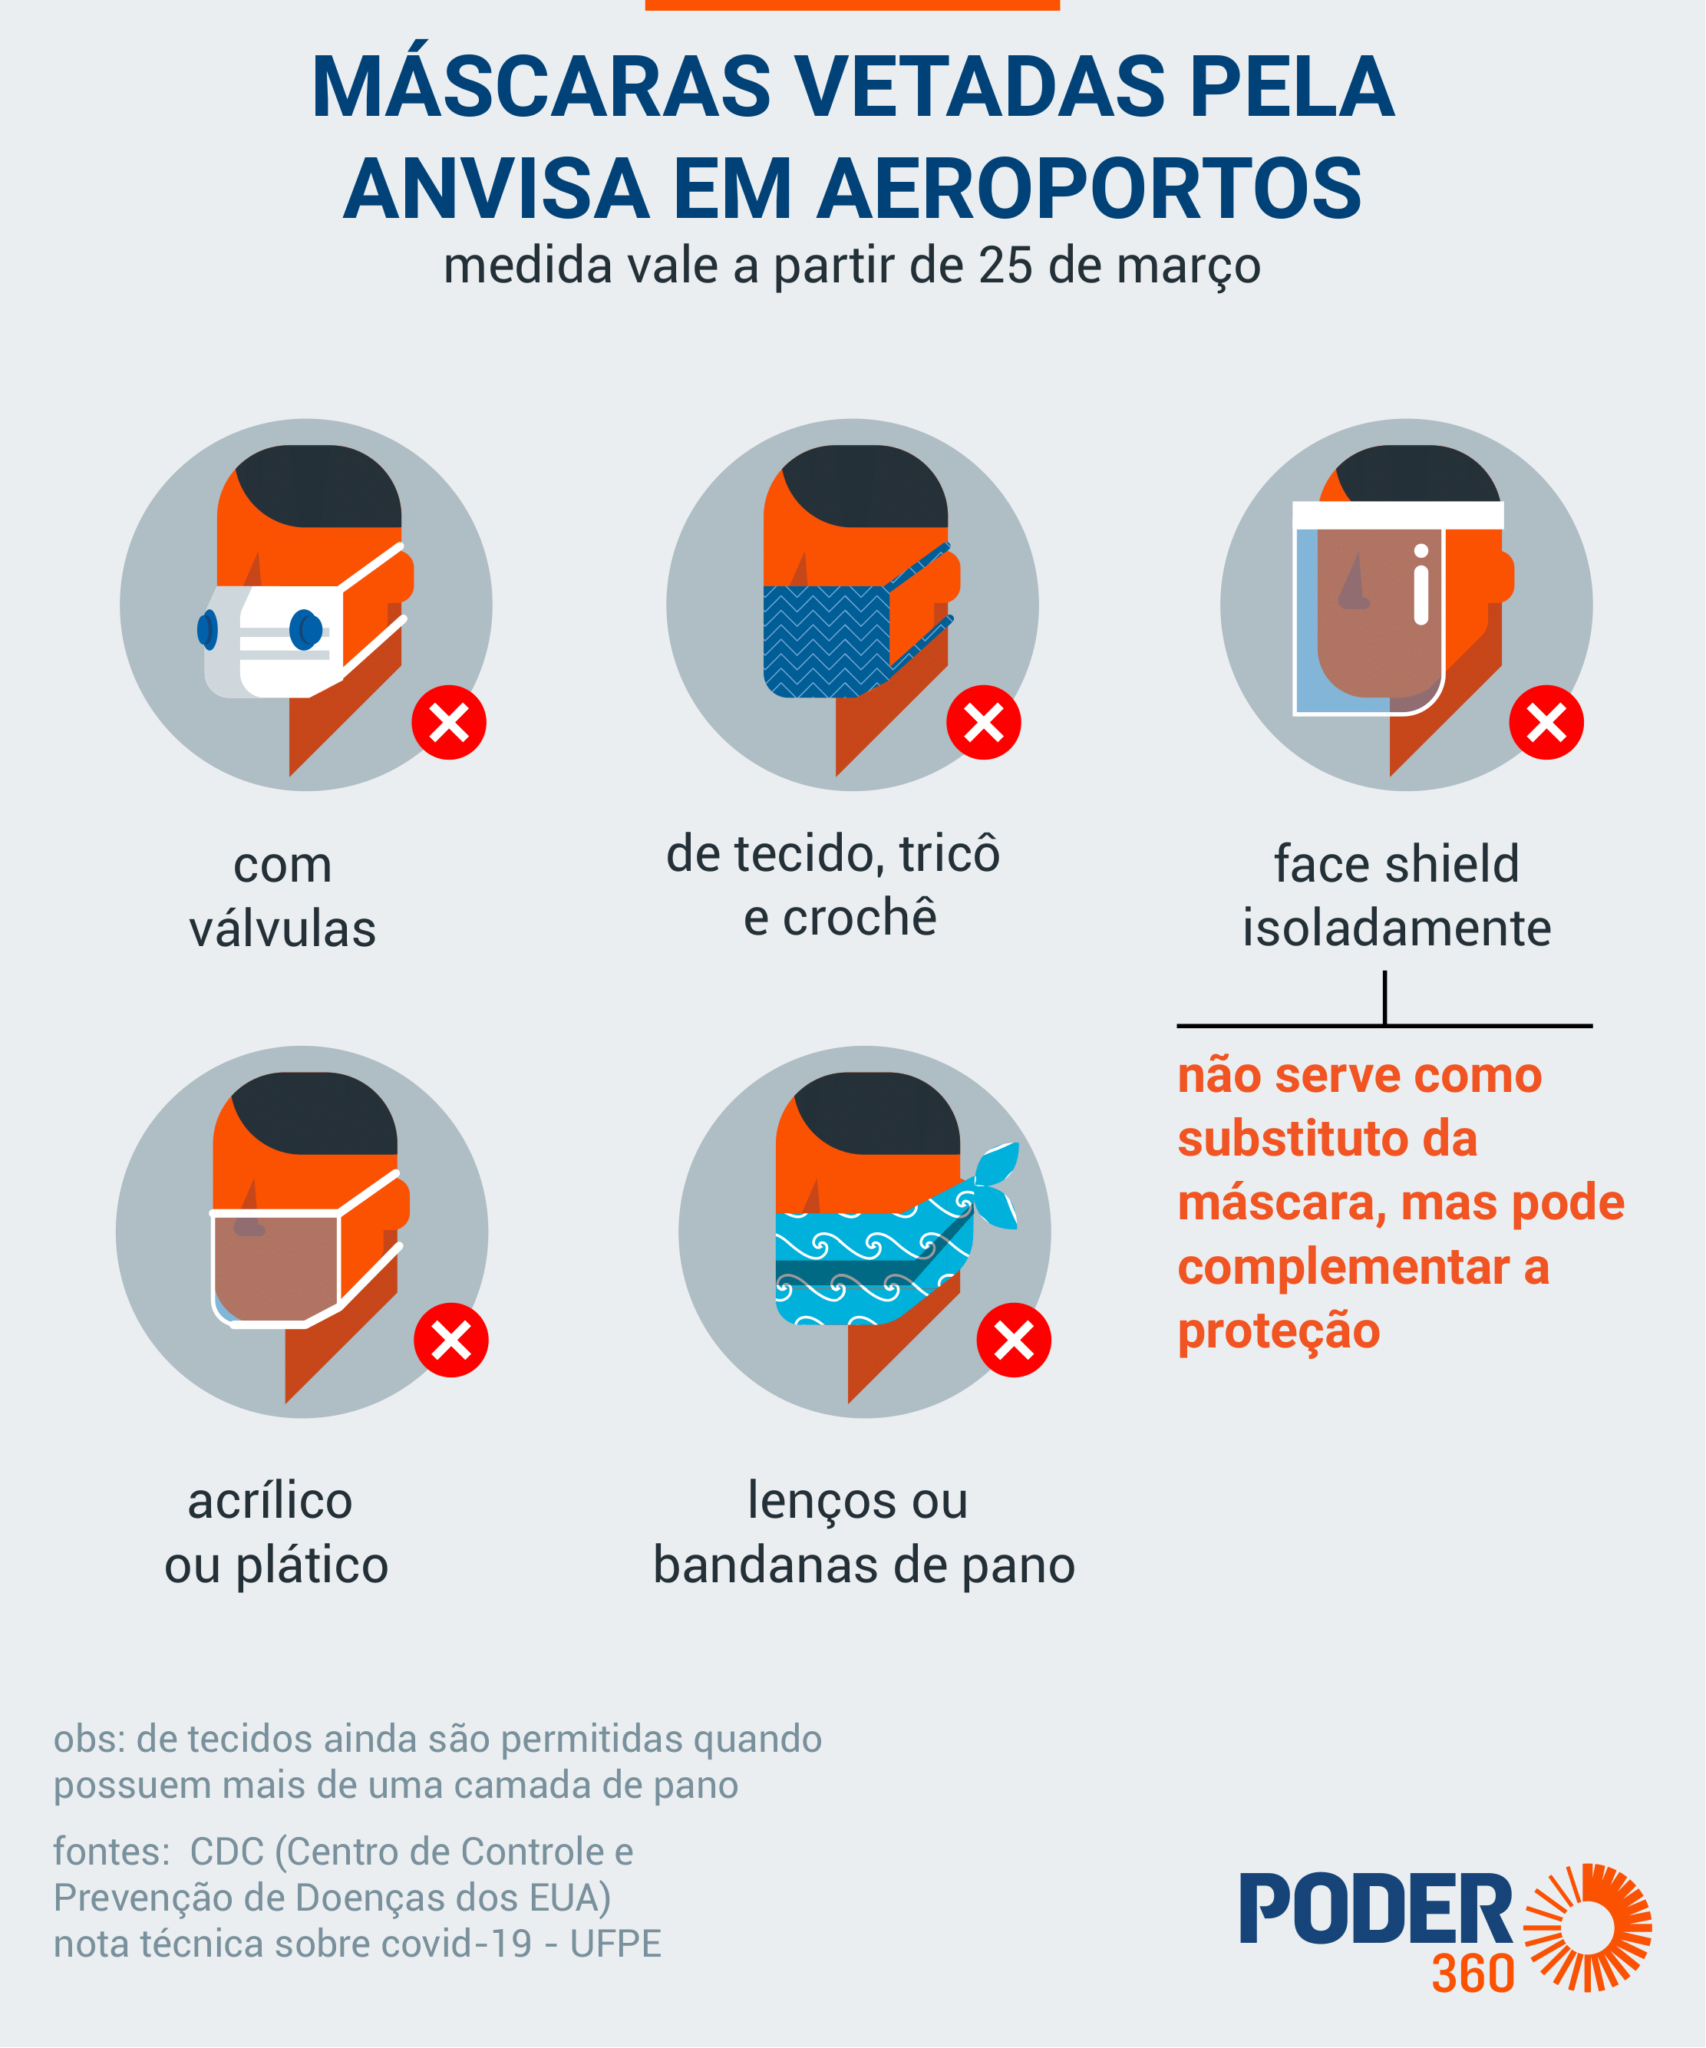 MÁSCARAS VETADAS PELA
ANVISA EM AEROPORTOS
medida vale a partir de 25 de março
com
válvulas
de tecido, tricô
e crochê
face shield
isoladamente
não serve como
substituto da
máscara, mas pode
complementar a
proteção
acrílico
ou plático
lenços ou
bandanas de pano
obs: de tecidos ainda são permitidas quando
possuem mais de uma camada de pano
fontes: CDC (Centro de Controle e
Prevenção de Doenças dos EUA)
nota técnica sobre covid-19 - UFPE
PODER
360